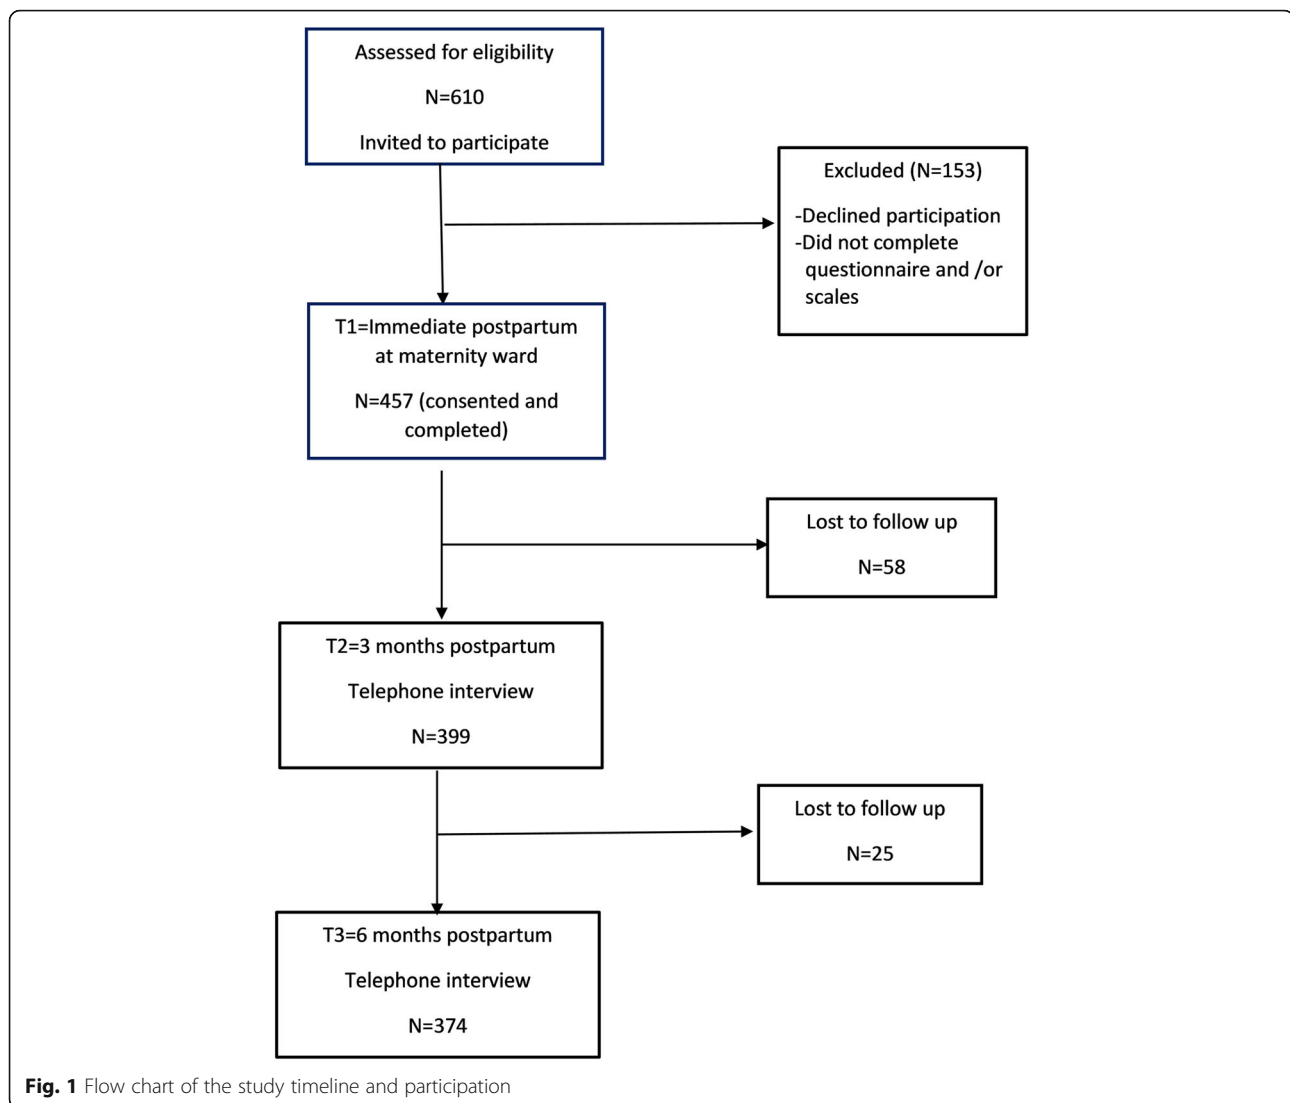 Assessed for eligibility
N=610
Invited to participate
Excluded (N=153)
-Declined participation
-Did not complete
questionnaire and /or
scales
T1=Immediate postpartum
at maternity ward
N=457 (consented and
completed)
Lost to follow up
N=58
T2=3 months postpartum
Telephone interview
N=399
Lost to follow up
N=25
T3=6 months postpartum
Telephone interview
N=374
Fig. 1 Flow chart of the study timeline and participation